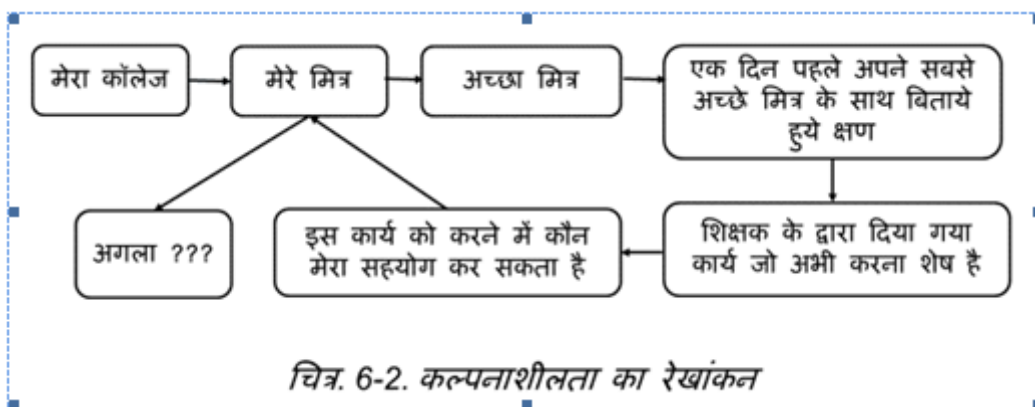 मेरा कॉलेज
मेरे मित्र
अच्छा मित्र
एक दिन पहले अपने सबसे
अच्छे मित्र के साथ बिताये
हुये क्षण
शिक्षक के द्वारा दिया गया
कार्य जो अभी करना शेष है
इस कार्य को करने में कौन
मेरा सहयोग कर सकता है
अगला ???
चित्र. 6-2. कल्पनाशीलता का रेखांकन